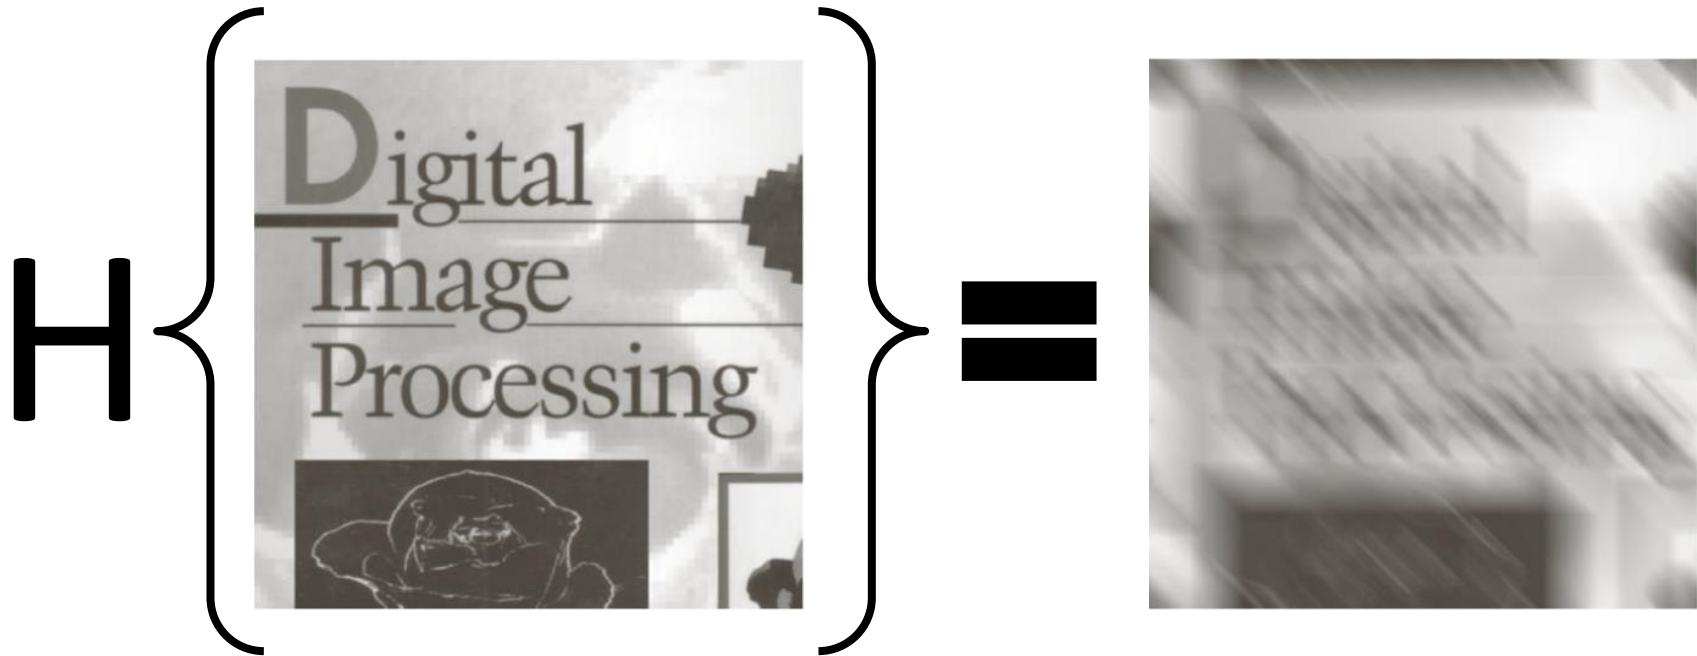 H { Digital } =
Image
Processing